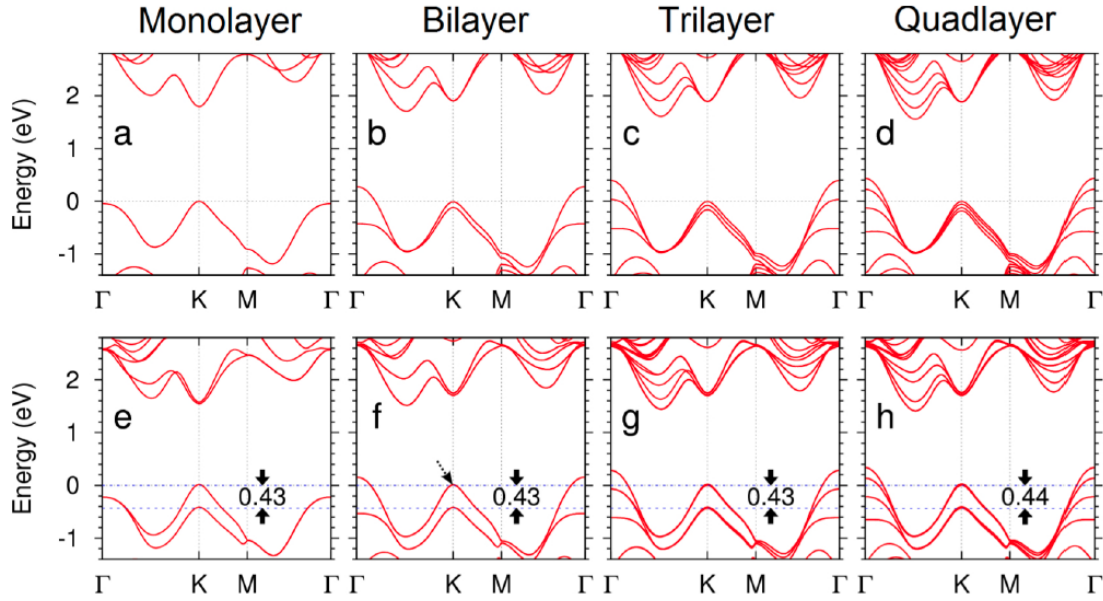 Monolayer Bilayer Trilayer Quadlayer
Energy (eV)
2
1
0
-1
a
b
c
d
Γ K M Γ K M Γ K M Γ K M Γ
Energy (eV)
2
1
0
-1
e
f
g
h
0.43
0.43
0.43
0.44
Γ K M Γ K M Γ K M Γ K M Γ